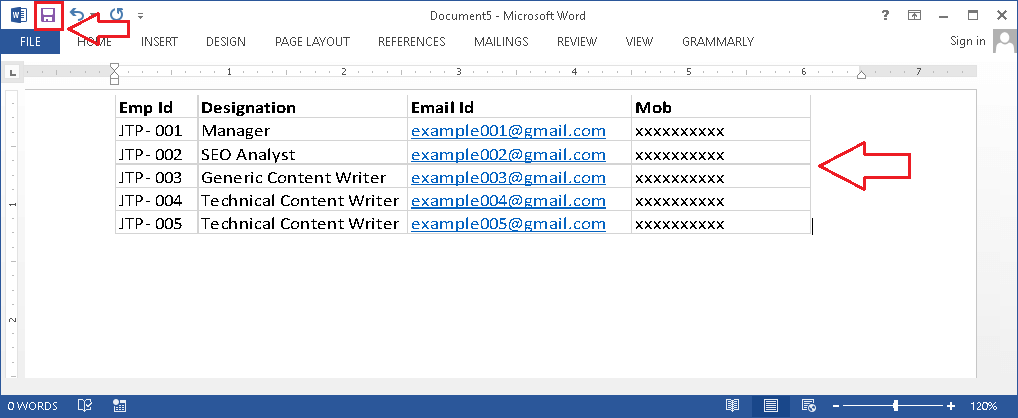 Document5 - Microsoft Word
?
FILE HOME INSERT DESIGN PAGE LAYOUT REFERENCES MAILINGS REVIEW VIEW GRAMMARLY Sign in
L 1 2 3 4 5 6 7
Emp Id Designation Email Id Mob
JTP- 001 Manager example001@gmail.com xxxxxxxxxx
JTP- 002 SEO Analyst example002@gmail.com xxxxxxxxxx
JTP- 003 Generic Content Writer example003@gmail.com xxxxxxxxxx
1
JTP- 004 Technical Content Writer example004@gmail.com xxxxxxxxxx
JTP- 005 Technical Content Writer example005@gmail.com xxxxxxxxxx
2
0 WORDS 120%